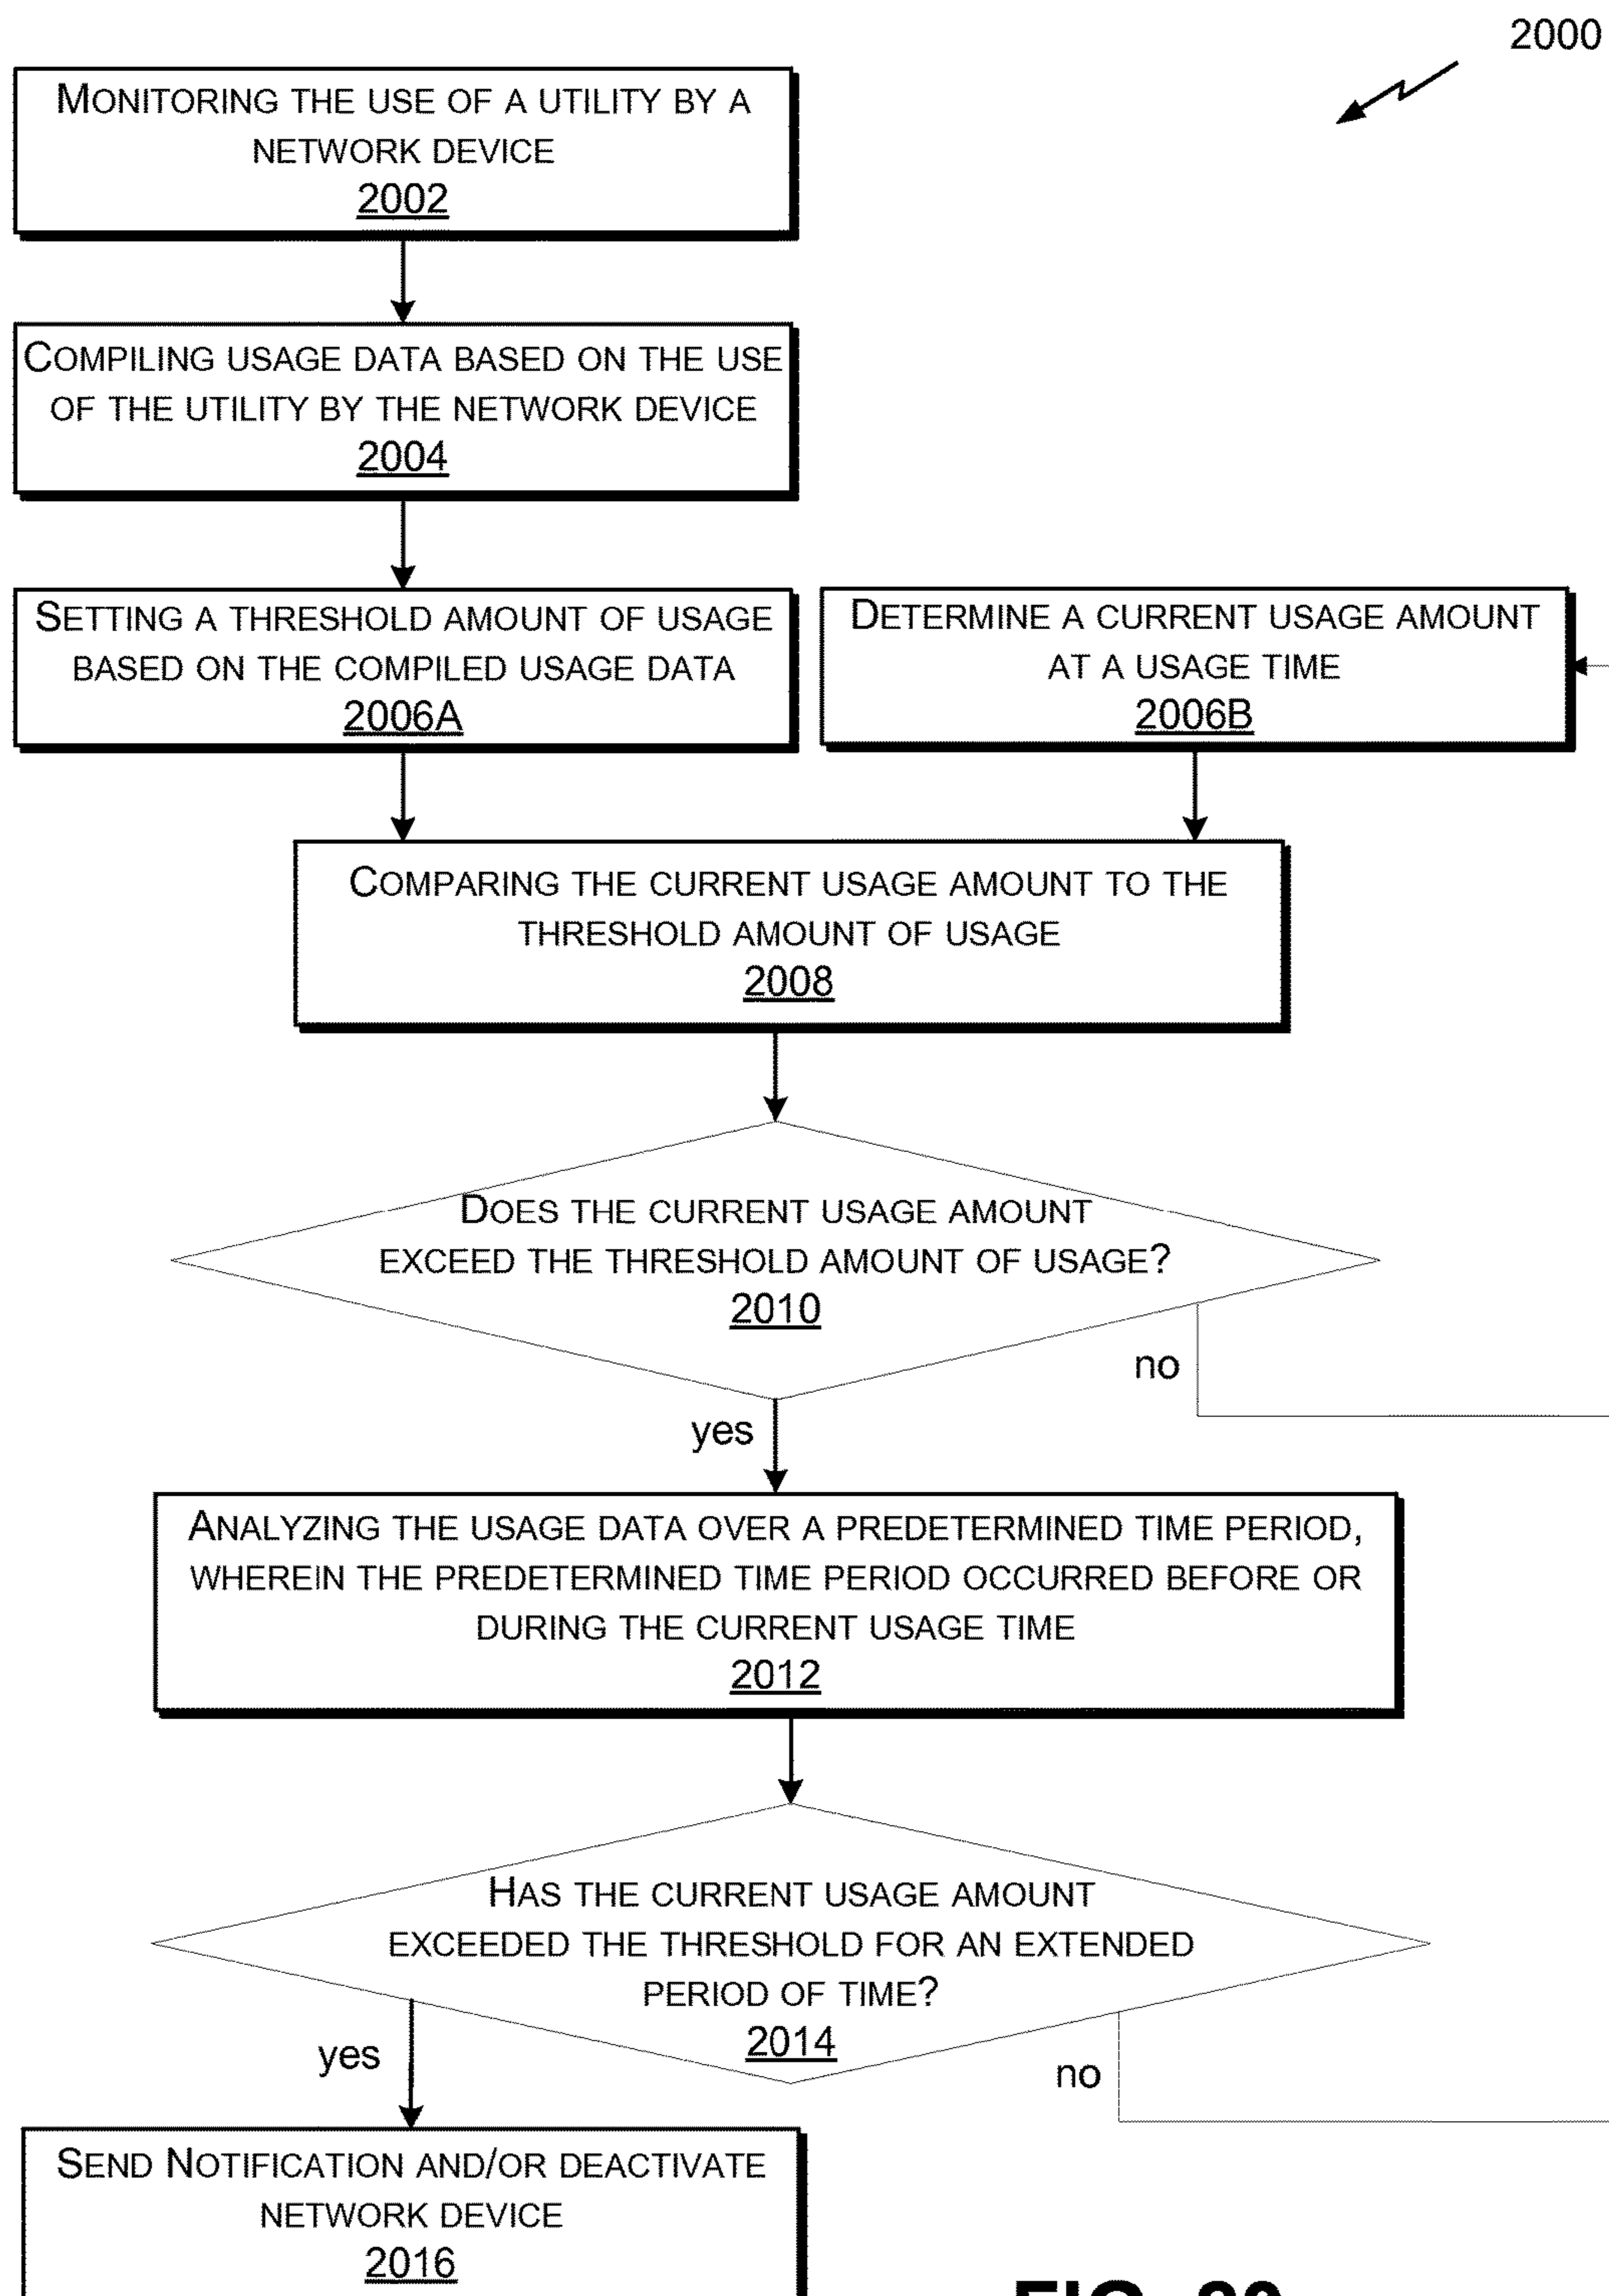 2000
MONITORING THE USE OF A UTILITY BY A
NETWORK DEVICE
2002
COMPILING USAGE DATA BASED ON THE USE
OF THE UTILITY BY THE NETWORK DEVICE
2004
SETTING A THRESHOLD AMOUNT OF USAGE
BASED ON THE COMPILED USAGE DATA
2006A
DETERMINE A CURRENT USAGE AMOUNT
AT A USAGE TIME
2006B
COMPARING THE CURRENT USAGE AMOUNT TO THE
THRESHOLD AMOUNT OF USAGE
2008
DOES THE CURRENT USAGE AMOUNT
EXCEED THE THRESHOLD AMOUNT OF USAGE?
2010
no
yes
ANALYZING THE USAGE DATA OVER A PREDETERMINED TIME PERIOD,
WHEREIN THE PREDETERMINED TIME PERIOD OCCURRED BEFORE OR
DURING THE CURRENT USAGE TIME
2012
HAS THE CURRENT USAGE AMOUNT
EXCEEDED THE THRESHOLD FOR AN EXTENDED
PERIOD OF TIME?
2014
yes
no
SEND NOTIFICATION AND/OR DEACTIVATE
NETWORK DEVICE
2016
FIG. 20